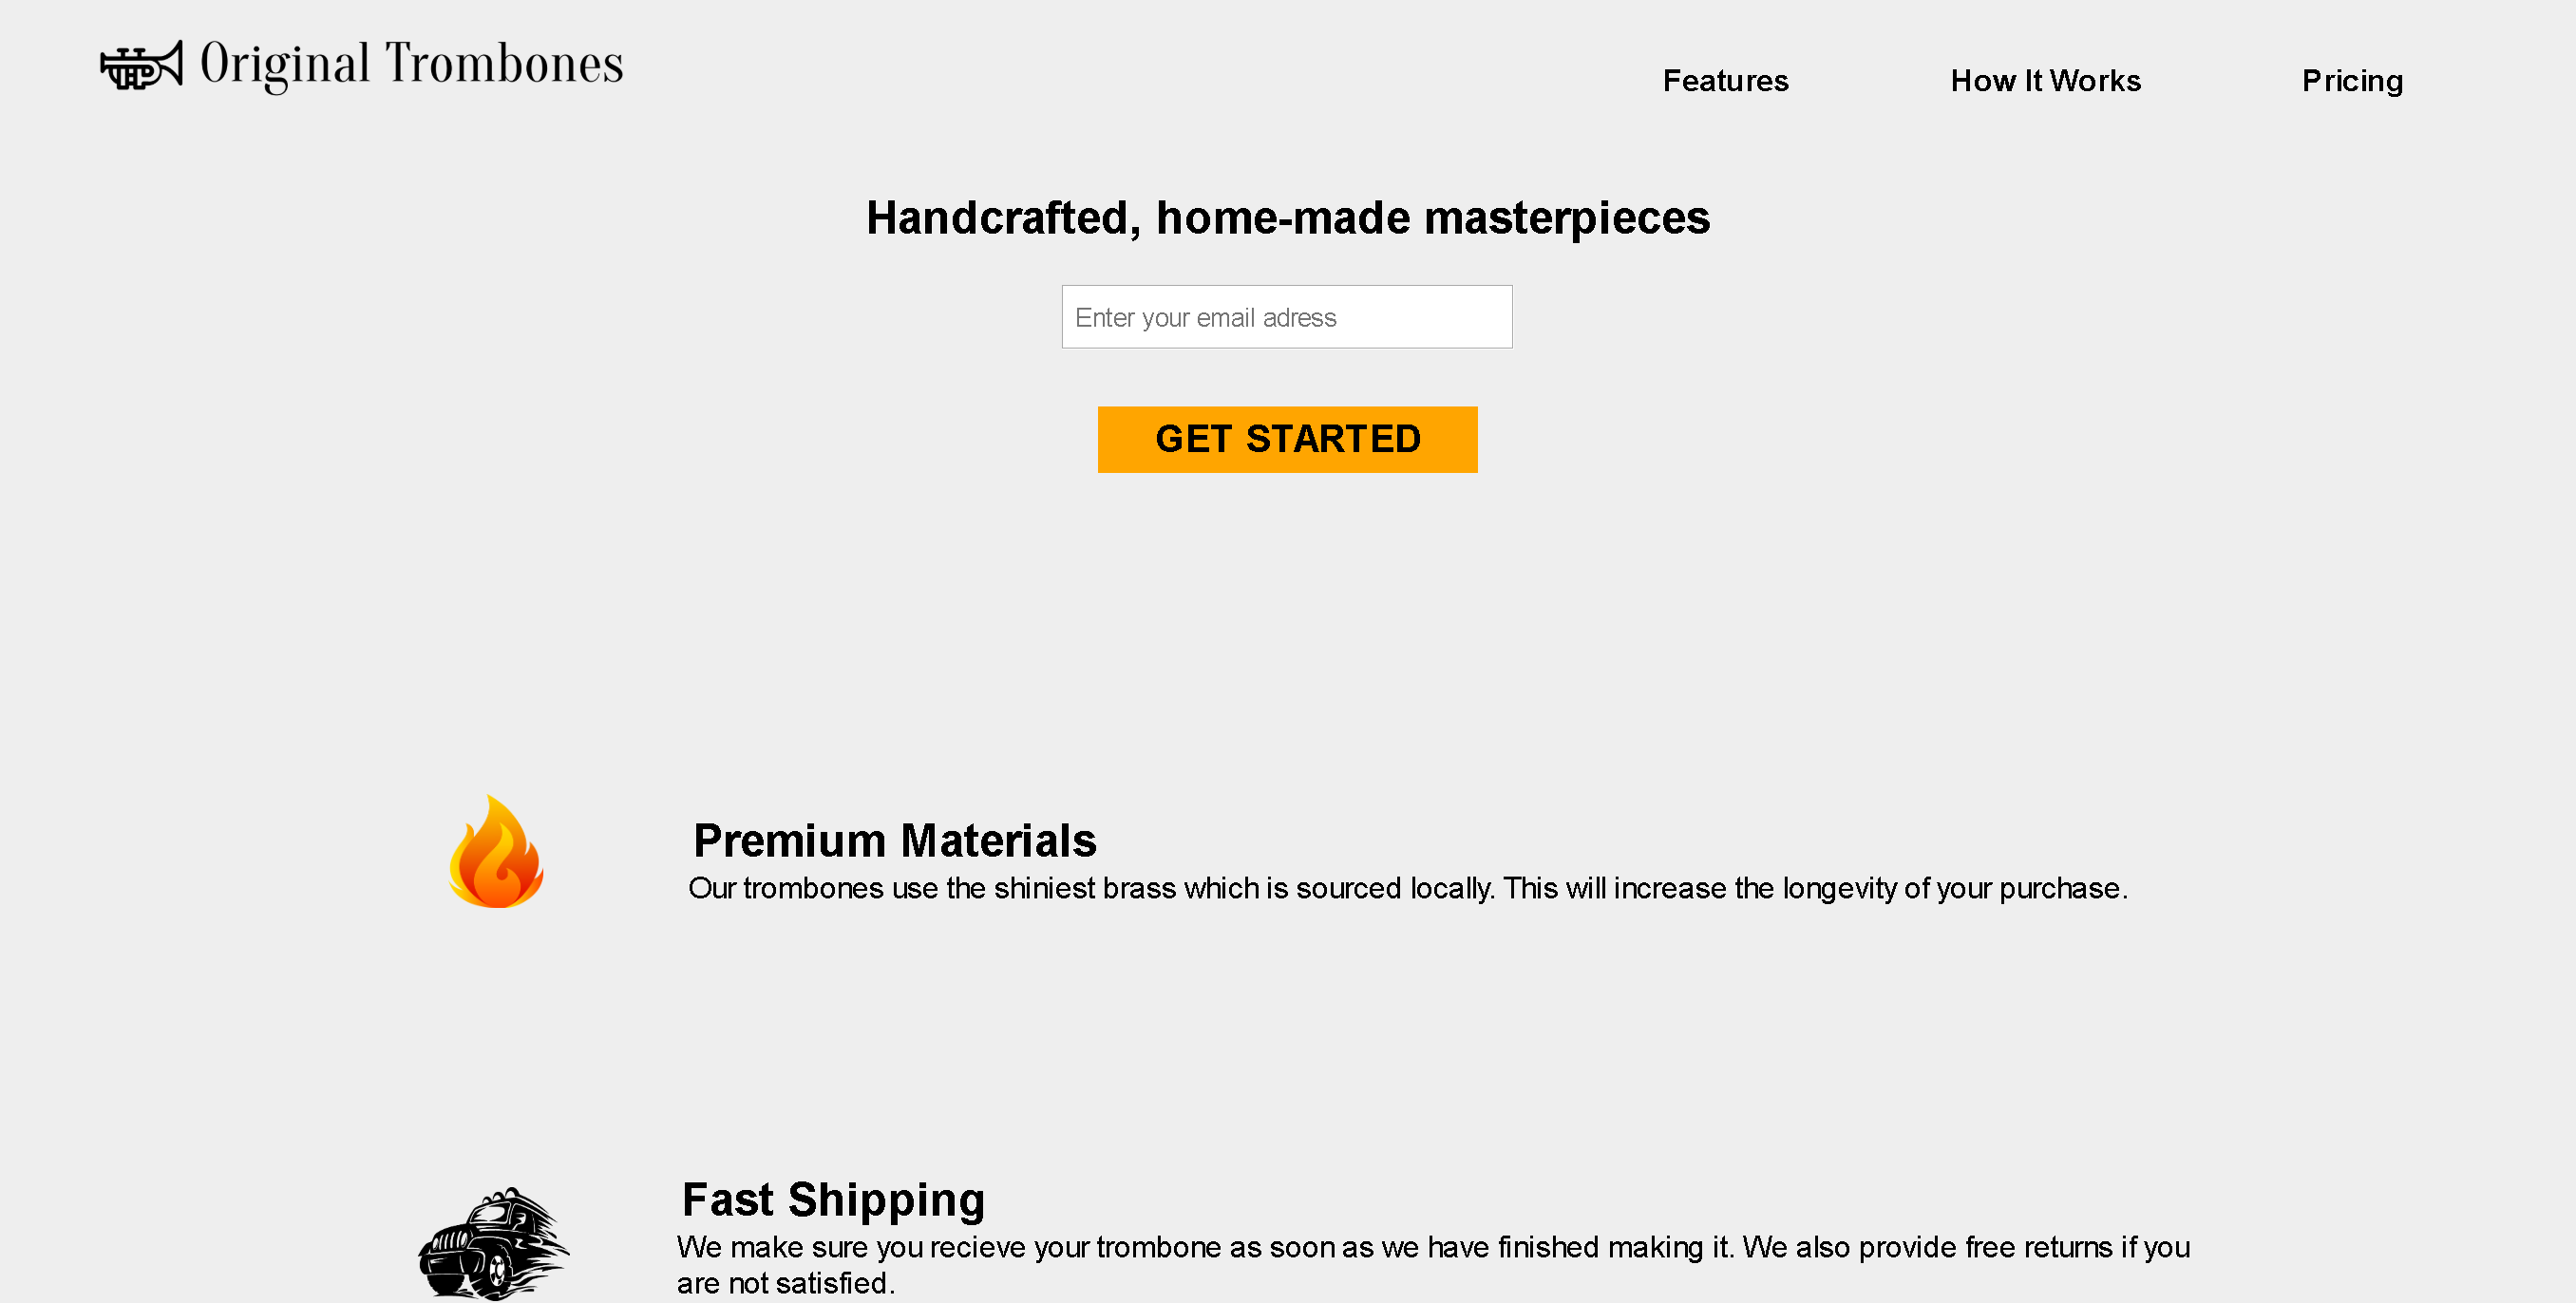 Original Trombones
Features
How It Works
Pricing
Handcrafted, home-made masterpieces
Enter your email adress
GET STARTED
Premium Materials
Our trombones use the shiniest brass which is sourced locally. This will increase the longevity of your purchase.
Fast Shipping
We make sure you recieve your trombone as soon as we have finished making it. We also provide free returns if you
are not satisfied.